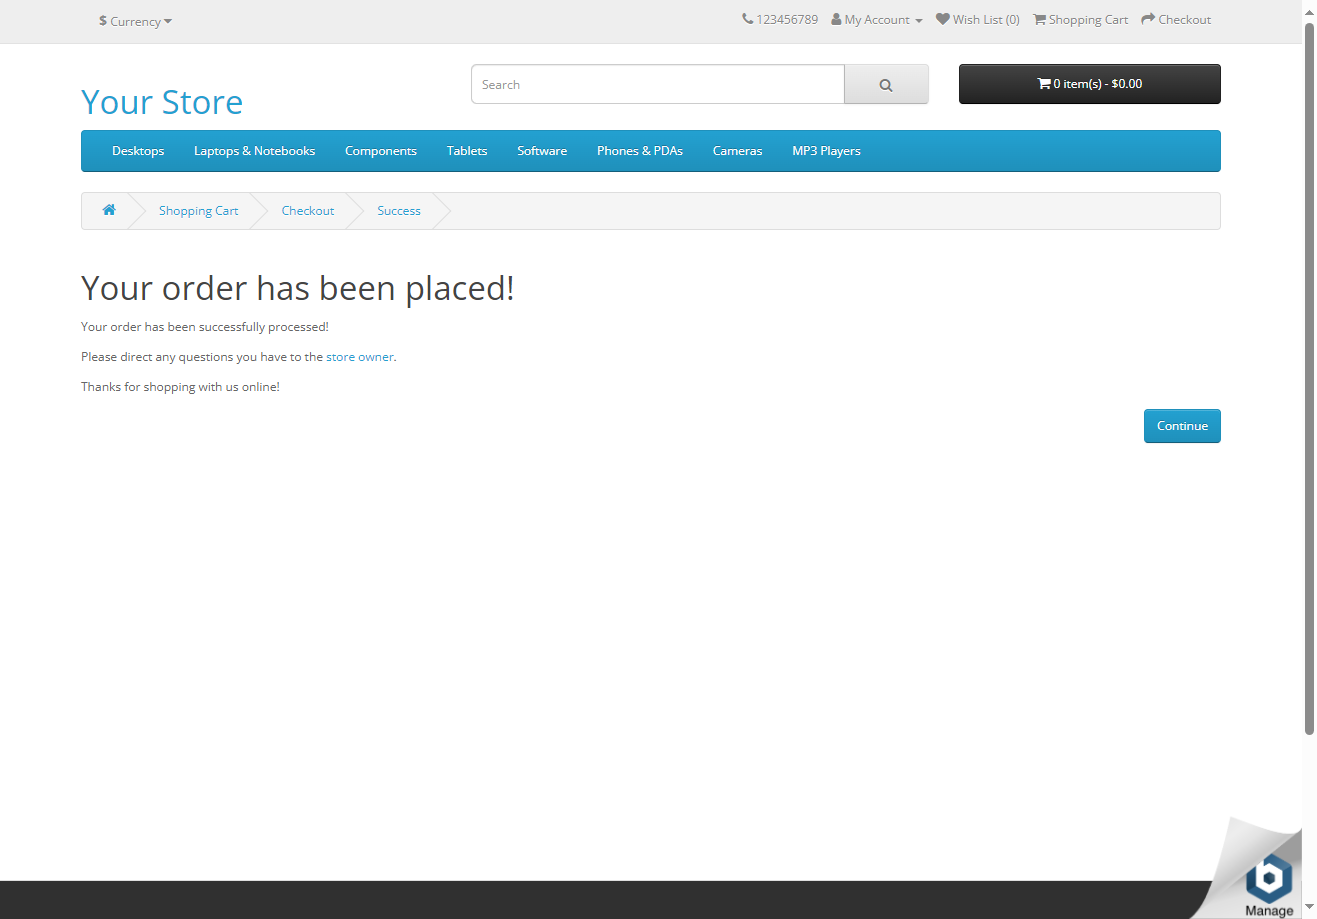 $ Currency
123456789 My Account Wish List (0) Shopping Cart Checkout
Your Store
Search
0 item(s) - $0.00
Desktops Laptops & Notebooks Components Tablets Software Phones & PDAs Cameras MP3 Players
Shopping Cart Checkout Success
Your order has been placed!
Your order has been successfully processed!
Please direct any questions you have to the store owner.
Thanks for shopping with us online!
Continue
b
Manage